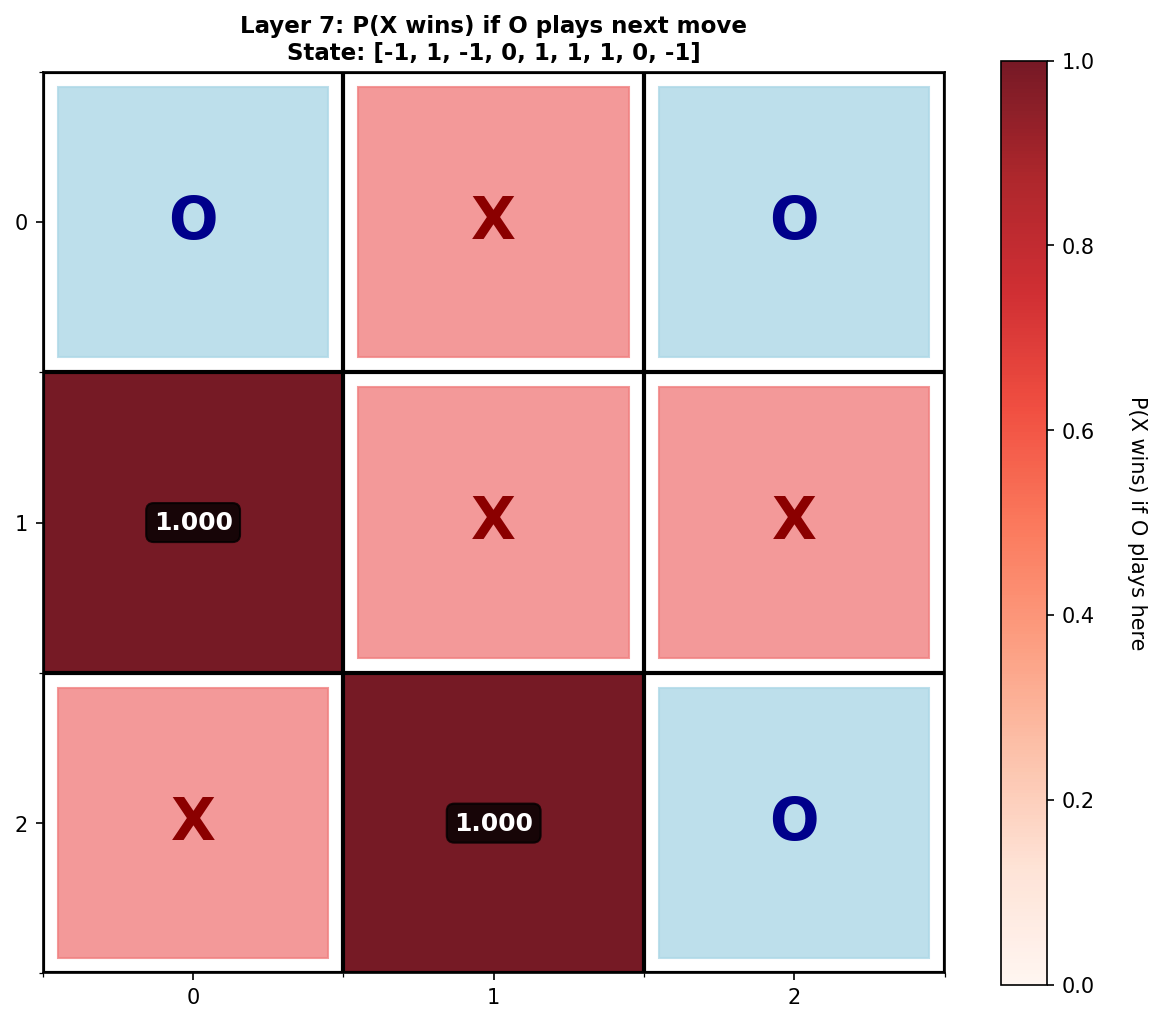 Layer 7: P(X wins) if O plays next move
State: [-1, 1, -1, 0, 1, 1, 1, 0, -1]
O X O
1.000 X X
X 1.000 O
0
1
2
0 1 2
1.0
0.8
0.6
0.4
0.2
0.0
P(X wins) if O plays here